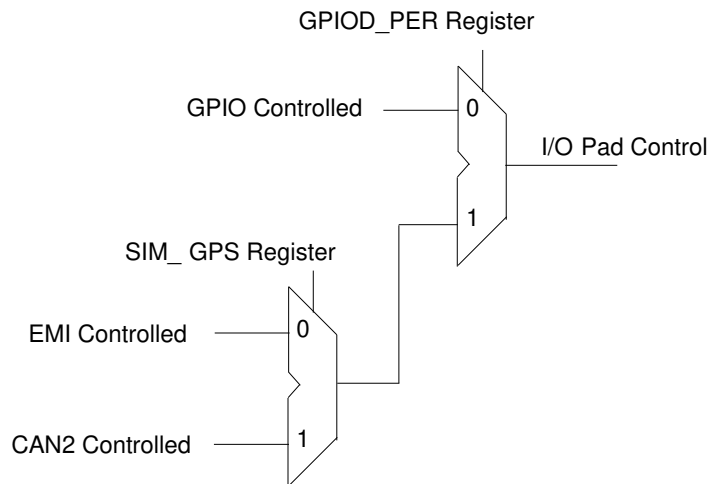 GPIOD_PER Register
GPIO Controlled
0
I/O Pad Control
1
SIM_ GPS Register
EMI Controlled
0
CAN2 Controlled
1